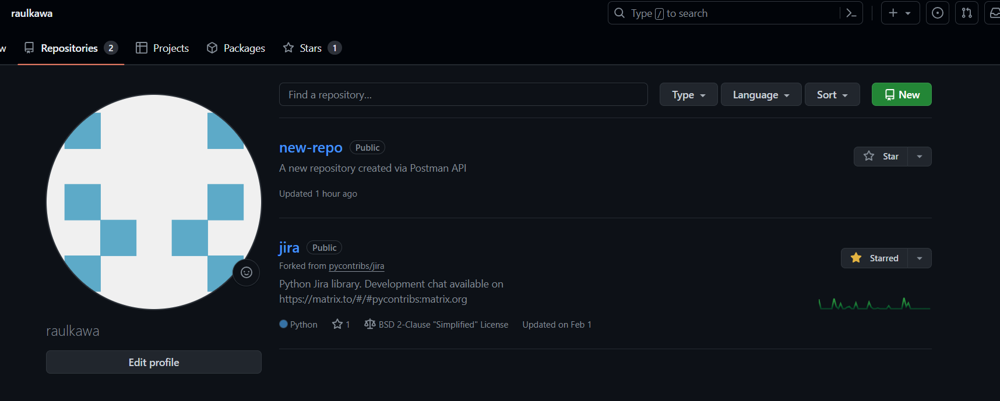 raulkawa
Type / to search
w
Repositories 2
Projects
Packages
Stars 1
Find a repository...
Type
Language
Sort
New
new-repo Public
Star
A new repository created via Postman API
Updated 1 hour ago
jira Public
Starred
Forked from pycontribs/jira
Python Jira library. Development chat available on
https://matrix.to/#/#pycontribs:matrix.org
Python 1 BSD 2-Clause "Simplified" License Updated on Feb 1
raulkawa
Edit profile